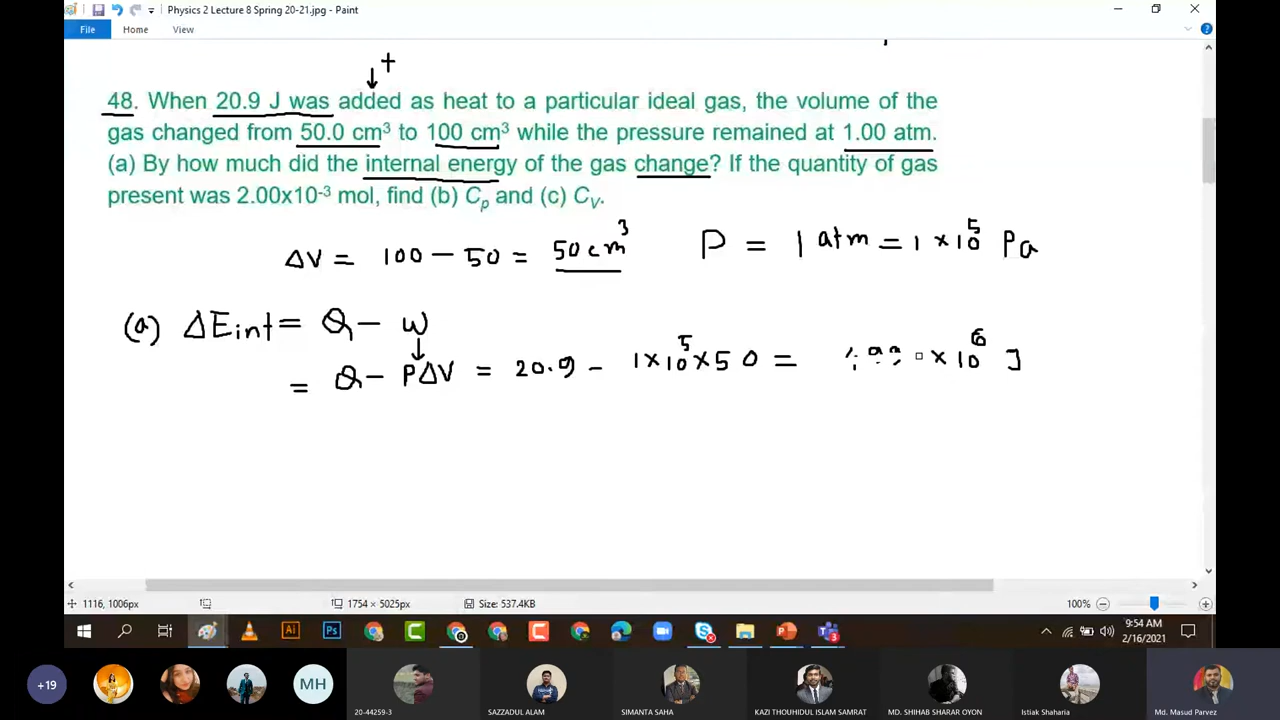 Physics 2 Lecture 8 Spring 20-21.jpg - Paint
File Home View
+
48. When 20.9 J was added as heat to a particular ideal gas, the volume of the
gas changed from 50.0 cm³ to 100 cm³ while the pressure remained at 1.00 atm.
(a) By how much did the internal energy of the gas change? If the quantity of gas
present was 2.00x10⁻³ mol, find (b) Cp and (c) CV.
ΔV = 100 - 50 = 50 cm³ P = 1 atm = 1 × 10⁵ Pa
(a) ΔEint = Q - W
= Q - PΔV = 20.9 - 1×10⁵×50 = × 10⁶ J
1116, 1006px 1754 × 5025px Size: 537.4KB 100%
9:54 AM
2/16/2021
+19 MH 20-44259-3 SAZZADUL ALAM SIMANTA SAHA KAZI THOUHIDUL ISLAM SAMRAT MD. SHIHAB SHARAR OYON Istiak Shaharia Md. Masud Parvez